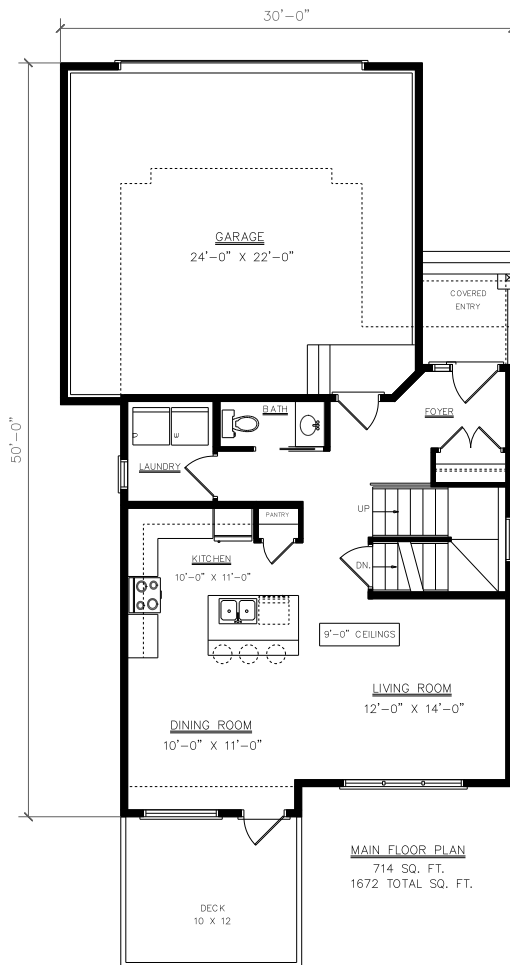 30'-0"
GARAGE
24'-0" X 22'-0"
COVERED
ENTRY
50'-0"
BATH
FOYER
LAUNDRY
UP
PANTRY
KITCHEN
10'-0" X 11'-0"
DN.
9'-0" CEILINGS
LIVING ROOM
12'-0" X 14'-0"
DINING ROOM
10'-0" X 11'-0"
MAIN FLOOR PLAN
714 SQ. FT.
1672 TOTAL SQ. FT.
DECK
10 X 12